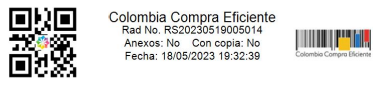 Colombia Compra Eficiente
Rad No. RS20230519005014
Anexos: No Con copia: No
Fecha: 18/05/2023 19:32:39
Colombia Compra Eficiente